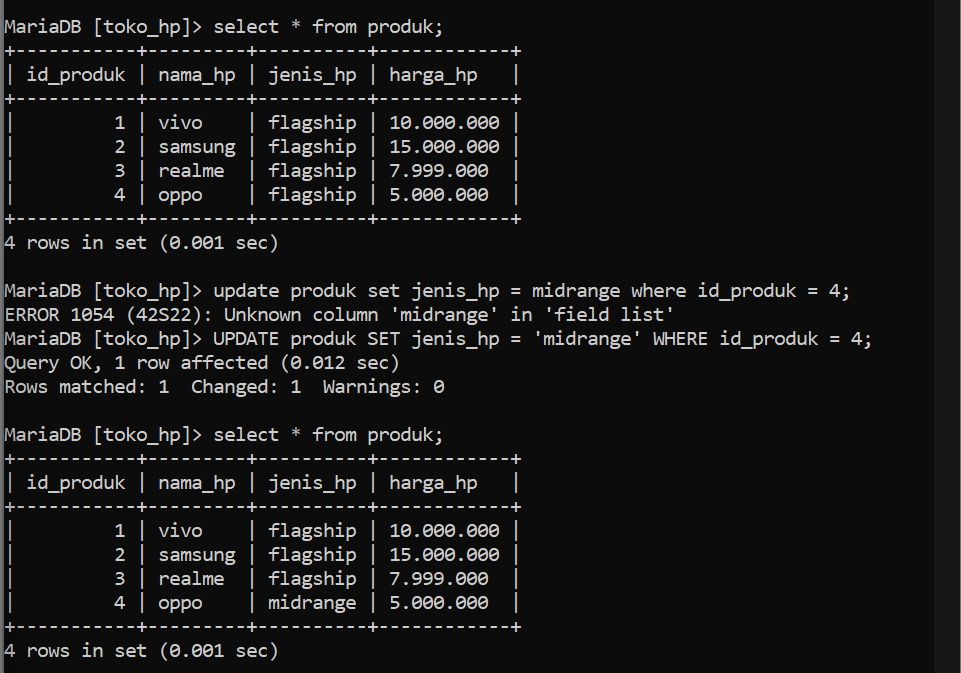 MariaDB [toko_hp]> select * from produk;
+-----------+---------+----------+------------+
| id_produk | nama_hp | jenis_hp | harga_hp   |
+-----------+---------+----------+------------+
|         1 | vivo    | flagship | 10.000.000 |
|         2 | samsung | flagship | 15.000.000 |
|         3 | realme  | flagship | 7.999.000  |
|         4 | oppo    | flagship | 5.000.000  |
+-----------+---------+----------+------------+
4 rows in set (0.001 sec)
MariaDB [toko_hp]> update produk set jenis_hp = midrange where id_produk = 4;
ERROR 1054 (42S22): Unknown column 'midrange' in 'field list'
MariaDB [toko_hp]> UPDATE produk SET jenis_hp = 'midrange' WHERE id_produk = 4;
Query OK, 1 row affected (0.012 sec)
Rows matched: 1  Changed: 1  Warnings: 0
MariaDB [toko_hp]> select * from produk;
+-----------+---------+----------+------------+
| id_produk | nama_hp | jenis_hp | harga_hp   |
+-----------+---------+----------+------------+
|         1 | vivo    | flagship | 10.000.000 |
|         2 | samsung | flagship | 15.000.000 |
|         3 | realme  | flagship | 7.999.000  |
|         4 | oppo    | midrange | 5.000.000  |
+-----------+---------+----------+------------+
4 rows in set (0.001 sec)